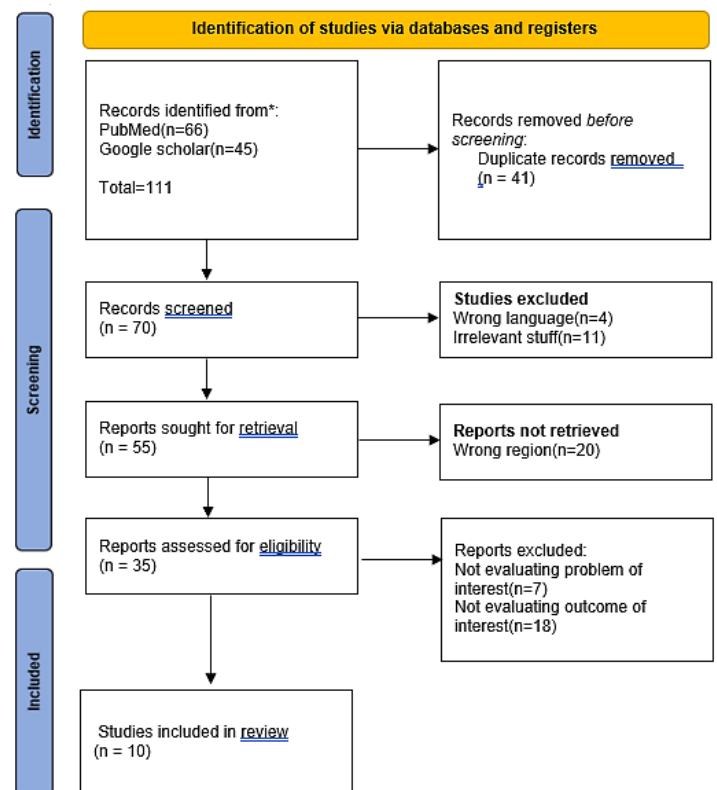 Identification of studies via databases and registers
Identification
Records identified from*:
PubMed(n=66)
Google scholar(n=45)
Total=111
Records removed before
screening:
Duplicate records removed
(n = 41)
Screening
Records screened
(n = 70)
Studies excluded
Wrong language(n=4)
Irrelevant stuff(n=11)
Reports sought for retrieval
(n = 55)
Reports not retrieved
Wrong region(n=20)
Reports assessed for eligibility
(n = 35)
Reports excluded:
Not evaluating problem of
interest(n=7)
Not evaluating outcome of
interest(n=18)
Included
Studies included in review
(n = 10)